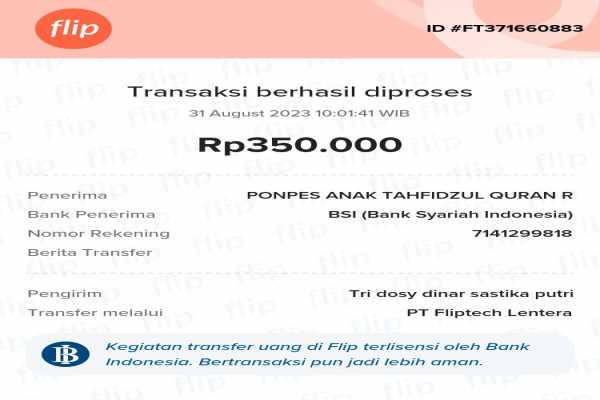 flip
ID #FT371660883
Transaksi berhasil diproses
31 August 2023 10:01:41 WIB
Rp350.000
Penerima PONPES ANAK TAHFIDZUL QURAN R
Bank Penerima BSI (Bank Syariah Indonesia)
Nomor Rekening 7141299818
Berita Transfer
Pengirim Tri dosy dinar sastika putri
Transfer melalui PT Fliptech Lentera
Kegiatan transfer uang di Flip terlisensi oleh Bank
Indonesia. Bertransaksi pun jadi lebih aman.